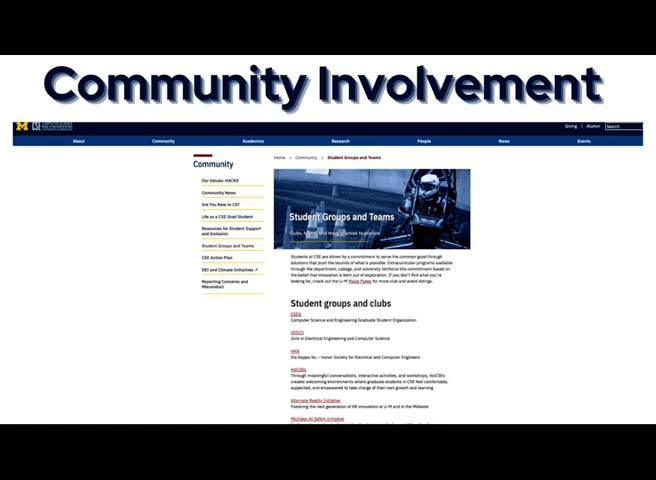 Community Involvement
M CSE
Giving | Alumni Search
About Community Academics Research People News Events
Community
Our Values: HACKS
Community News
Are You New to CS?
Life as a CSE Grad Student
Resources for Student Support
and Inclusion
Student Groups and Teams
CSE Action Plan
DEI and Climate Initiatives ↗
Reporting Concerns and
Misconduct
Home > Community > Student Groups and Teams
Student Groups and Teams
Clubs, teams and more chances to explore
Students at CSE are driven by a commitment to serve the common good through
solutions that push the bounds of what is possible. Extracurricular programs available
through the department, college, and university reinforce this commitment based on
the belief that innovation is born out of exploration. If you don't find what you're
looking for, check out the U-M Maize Pages for more club and event listings.
Student groups and clubs
CSEG
Computer Science and Engineering Graduate Student Organization
GEECS
Girls in Electrical Engineering and Computer Science
HKN
Eta Kappa Nu – Honor Society for Electrical and Computer Engineers
VoiCSEs
Through meaningful conversations, interactive activities, and workshops, VoiCSEs
creates welcoming environments where graduate students in CSE feel comfortable,
supported, and empowered to take charge of their own growth and learning.
Alternate Reality Initiative
Fostering the next generation of XR innovators at U-M and in the Midwest
Michigan AI Safety Initiative